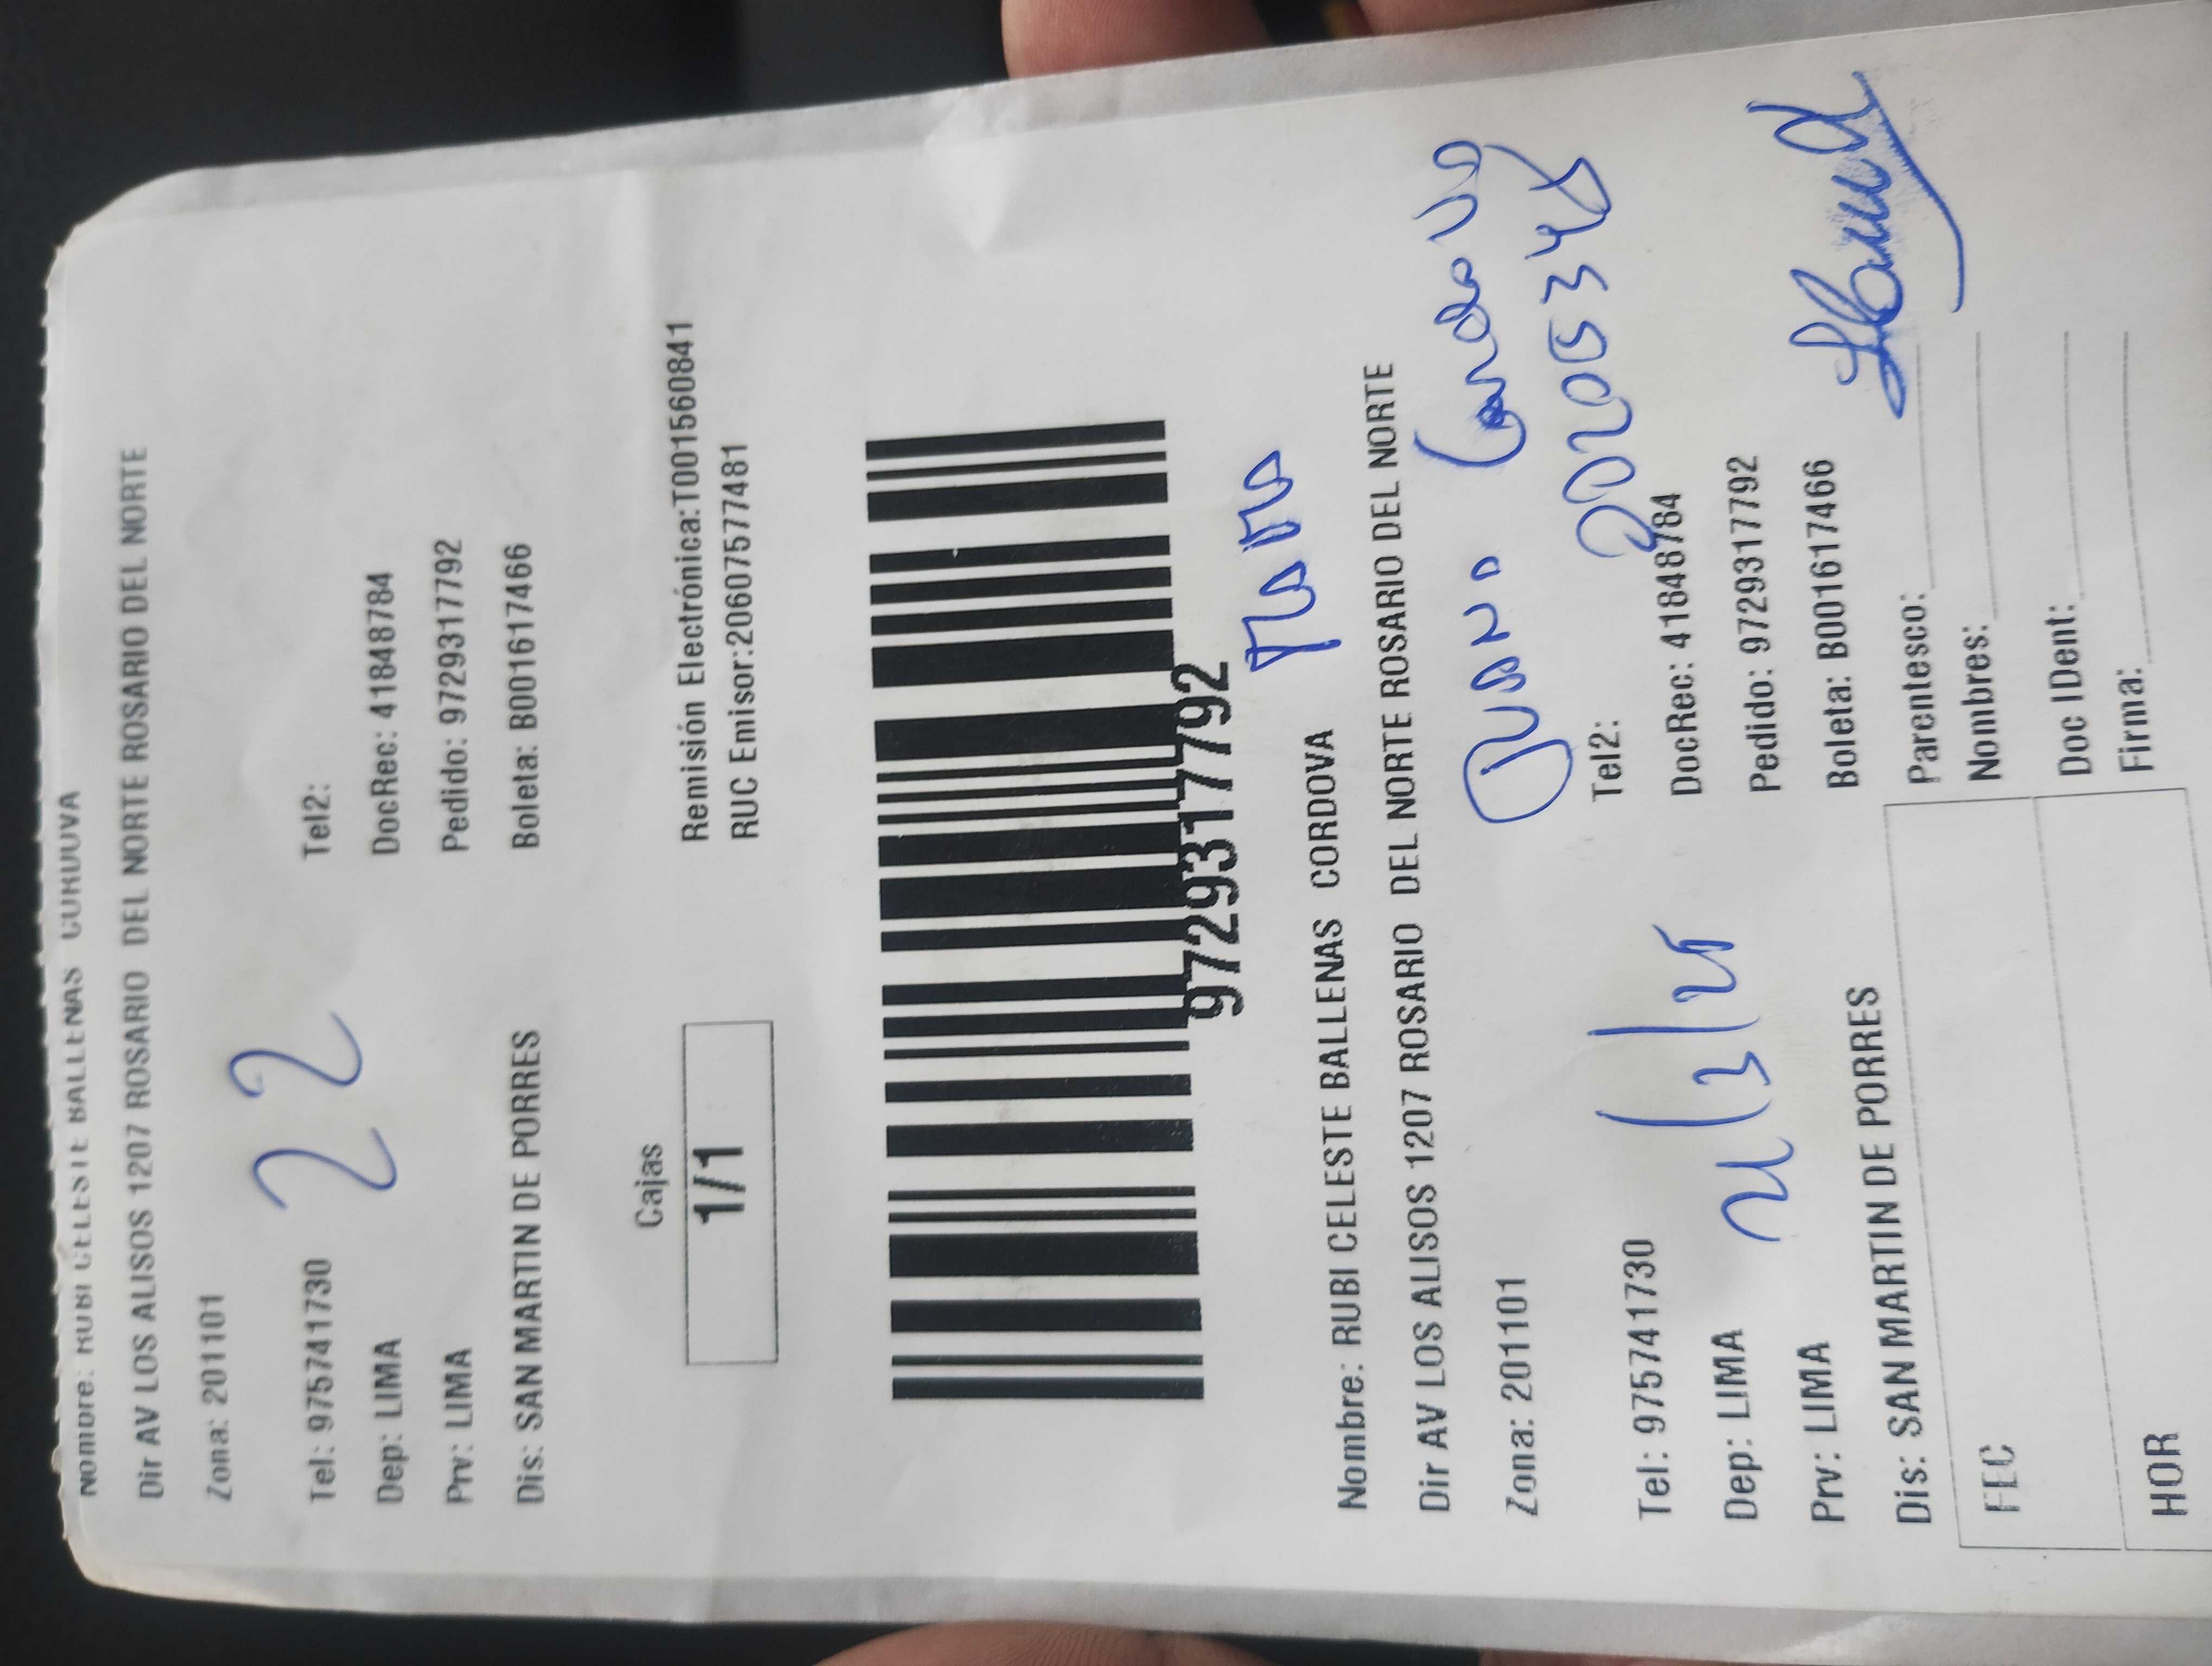 Nombre: RUBI CELESTE BALLENAS CORDOVA
Dir AV LOS ALISOS 1207 ROSARIO DEL NORTE ROSARIO DEL NORTE
Zona: 201101
22
Tel: 975741730 Tel2:
Dep: LIMA DocRec: 41848784
Prv: LIMA Pedido: 9729317792
Dis: SAN MARTIN DE PORRES Boleta: B001617466
Cajas
1/1
Remisión Electrónica:T001560841
RUC Emisor:20607577481
9729317792
Nombre: RUBI CELESTE BALLENAS CORDOVA
Dir AV LOS ALISOS 1207 ROSARIO DEL NORTE ROSARIO DEL NORTE
Zona: 201101
Tel: 975741730 Tel2:
Dep: LIMA DocRec: 41848784
Prv: LIMA Pedido: 9729317792
Dis: SAN MARTIN DE PORRES Boleta: B001617466
Parentesco:
FEC Nombres:
Doc IDent:
HOR Firma: